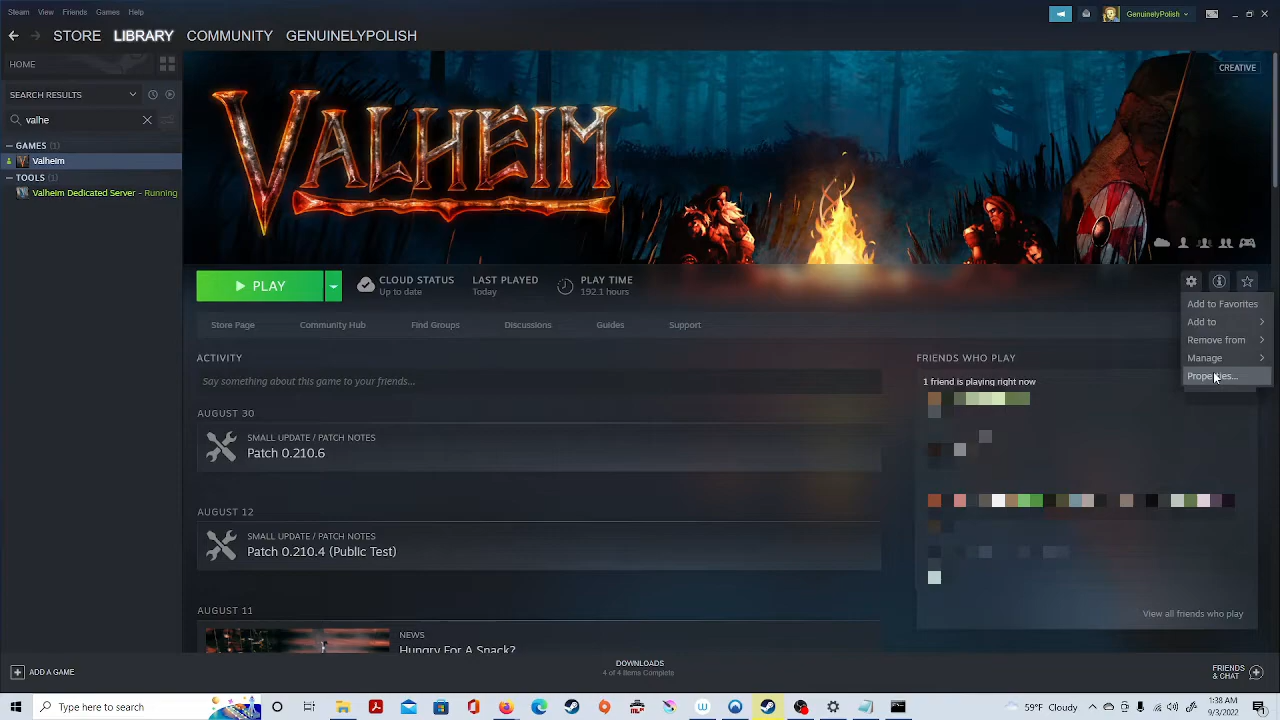 Steam View Friends Games Help
GenuinelyPolish
STORE LIBRARY COMMUNITY GENUINELYPOLISH
HOME
CREATIVE
SEARCH RESULTS
valhe
GAMES (1)
Valheim
TOOLS (1)
Valheim Dedicated Server – Running
VALHEIM
PLAY
CLOUD STATUS
Up to date
LAST PLAYED
Today
PLAY TIME
192.1 hours
Add to Favorites
Add to
Remove from
Manage
Properties...
Store Page Community Hub Find Groups Discussions Guides Support
ACTIVITY
Say something about this game to your friends...
FRIENDS WHO PLAY
1 friend is playing right now
AUGUST 30
SMALL UPDATE / PATCH NOTES
Patch 0.210.6
AUGUST 12
SMALL UPDATE / PATCH NOTES
Patch 0.210.4 (Public Test)
AUGUST 11
NEWS
Hungry For A Snack?
View all friends who play
ADD A GAME
DOWNLOADS
4 of 4 Items Complete
FRIENDS
& CHAT
Type here to search
59°F Cloudy
1:38 AM
9/3/2022